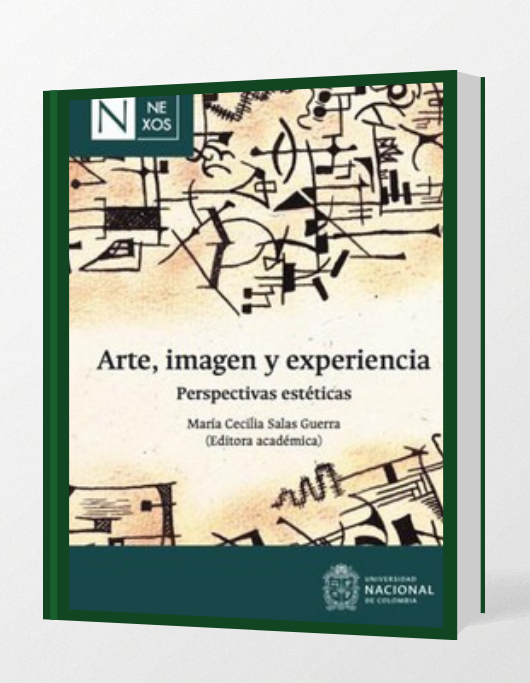 N
NE
XOS
Arte, imagen y experiencia
Perspectivas estéticas
María Cecilia Salas Guerra
(Editora académica)
UNIVERSIDAD
NACIONAL
DE COLOMBIA